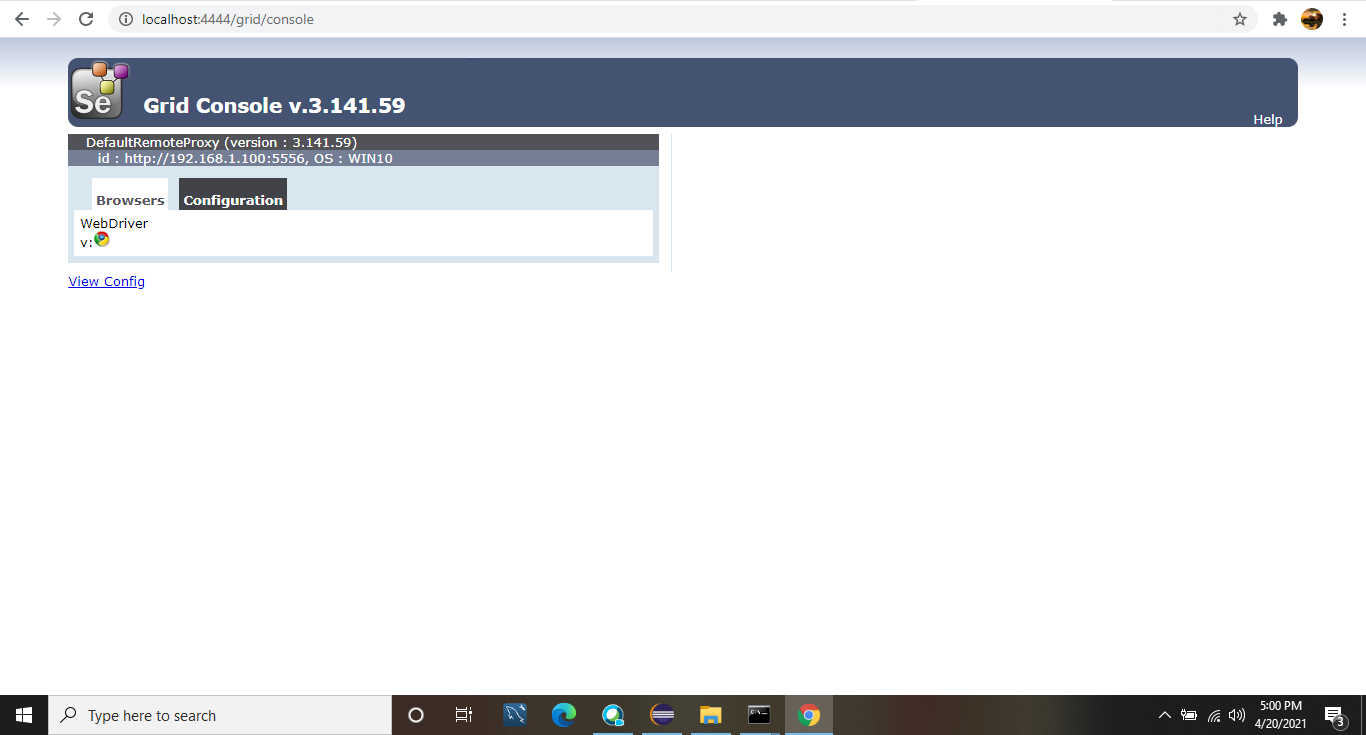 localhost:4444/grid/console
Se
Grid Console v.3.141.59
Help
DefaultRemoteProxy (version : 3.141.59)
id : http://192.168.1.100:5556, OS : WIN10
Browsers Configuration
WebDriver
v:
View Config
Type here to search
5:00 PM
4/20/2021
3